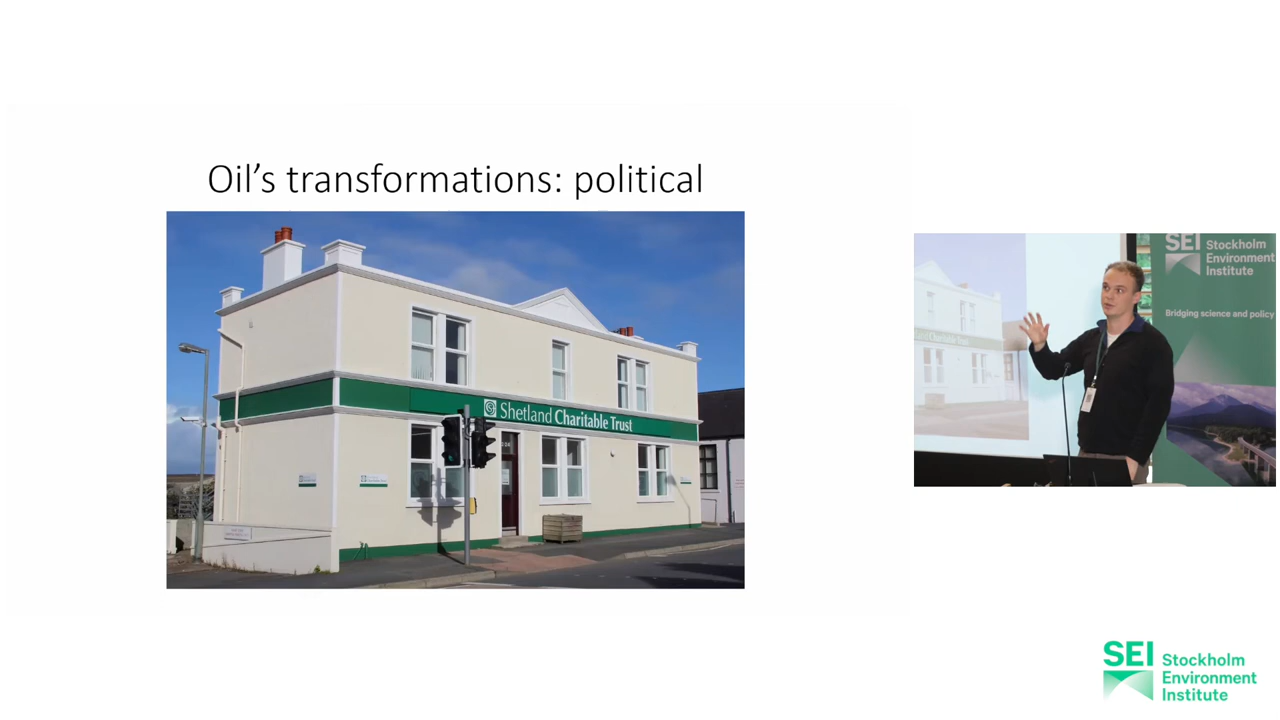 Oil's transformations: political
Shetland Charitable Trust
SEI Stockholm
Environment
Institute
Bridging science and policy
SEI Stockholm
Environment
Institute